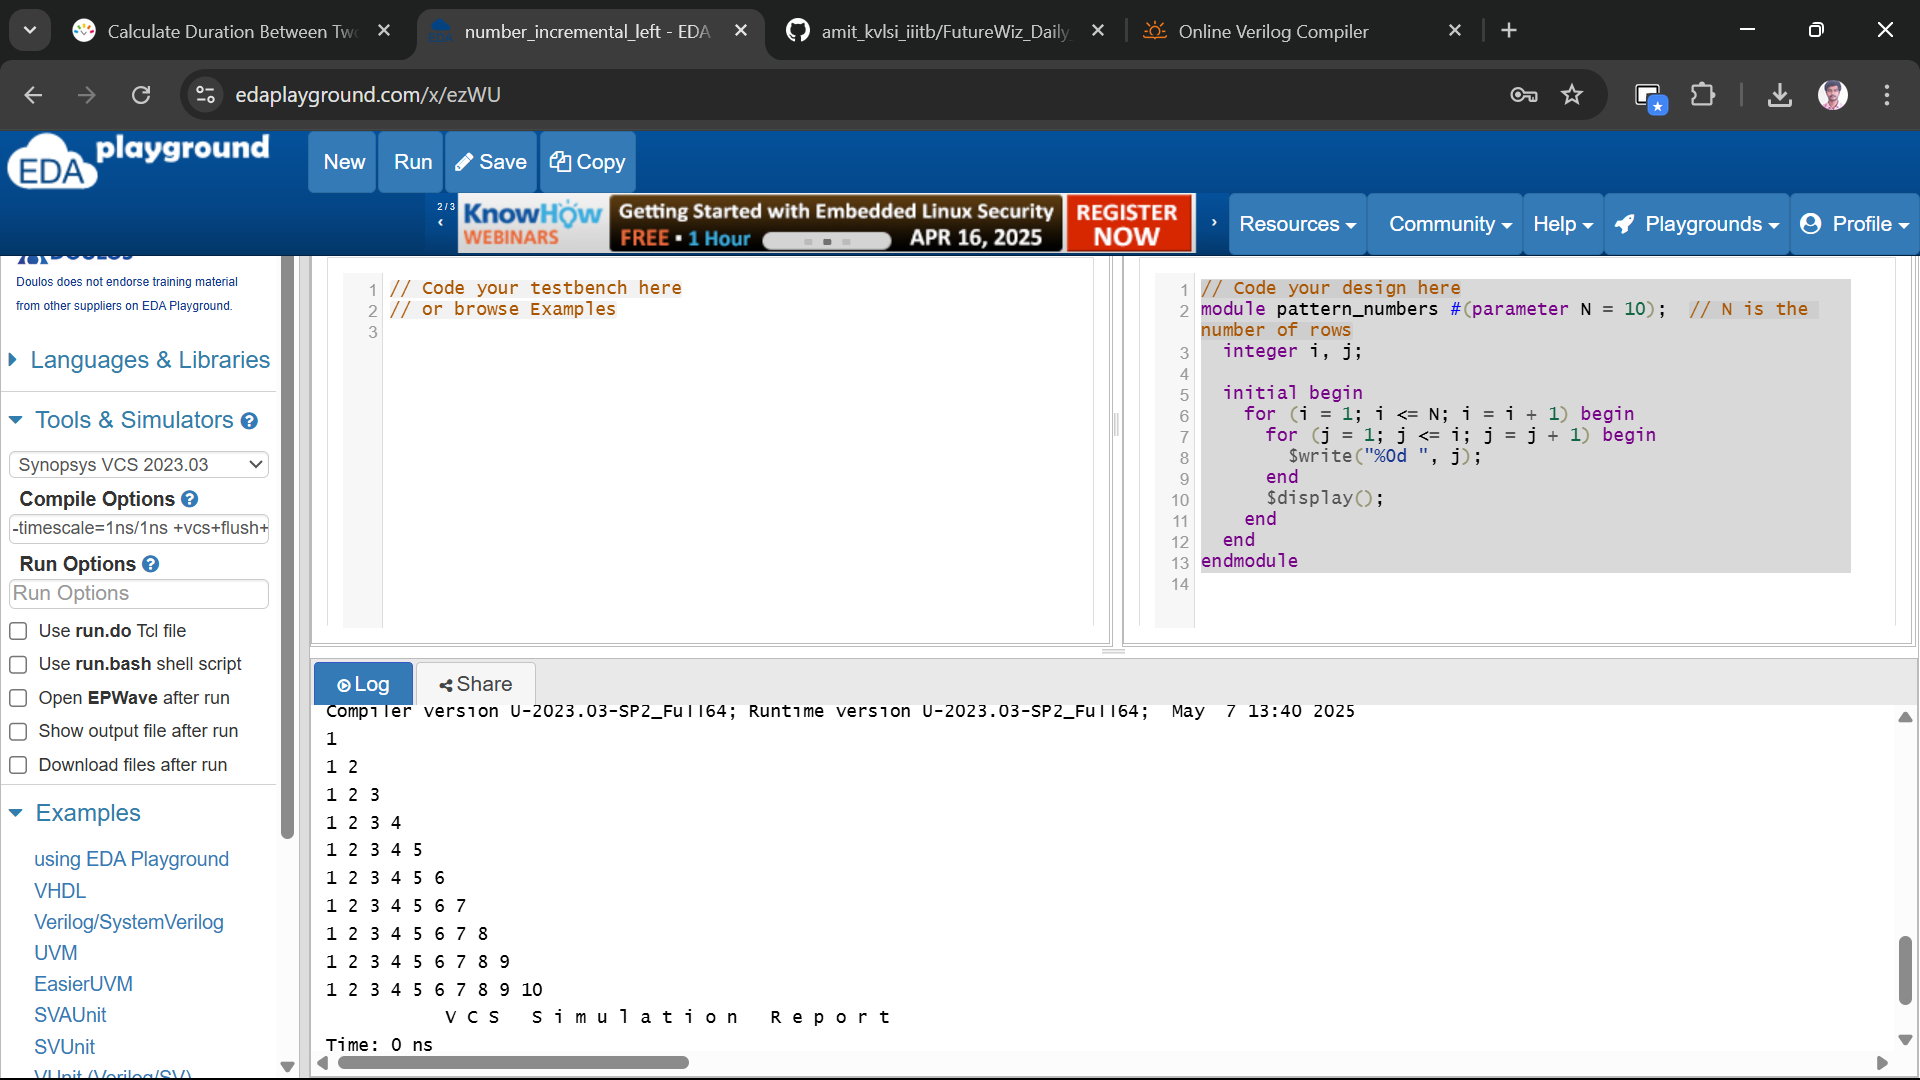 Calculate Duration Between Tw
number_incremental_left - EDA
amit_kvlsi_iiitb/FutureWiz_Daily
Online Verilog Compiler
edaplayground.com/x/ezWU
EDA playground
New
Run
Save
Copy
2/3
KnowHow WEBINARS
Getting Started with Embedded Linux Security
FREE ▪ 1 Hour
APR 16, 2025
REGISTER NOW
Resources
Community
Help
Playgrounds
Profile
DOULOS
Doulos does not endorse training material
from other suppliers on EDA Playground.
Languages & Libraries
Tools & Simulators
Synopsys VCS 2023.03
Compile Options
-timescale=1ns/1ns +vcs+flush+
Run Options
Run Options
Use run.do Tcl file
Use run.bash shell script
Open EPWave after run
Show output file after run
Download files after run
Examples
using EDA Playground
VHDL
Verilog/SystemVerilog
UVM
EasierUVM
SVAUnit
SVUnit
VUnit (Verilog/SV)
1 // Code your testbench here
2 // or browse Examples
3
1 // Code your design here
2 module pattern_numbers #(parameter N = 10);  // N is the
number of rows
3   integer i, j;
4
5   initial begin
6     for (i = 1; i <= N; i = i + 1) begin
7       for (j = 1; j <= i; j = j + 1) begin
8         $write("%0d ", j);
9       end
10       $display();
11     end
12   end
13 endmodule
14
Log
Share
Compiler version U-2023.03-SP2_Full64; Runtime version U-2023.03-SP2_Full64;  May  7 13:40 2025
1
1 2
1 2 3
1 2 3 4
1 2 3 4 5
1 2 3 4 5 6
1 2 3 4 5 6 7
1 2 3 4 5 6 7 8
1 2 3 4 5 6 7 8 9
1 2 3 4 5 6 7 8 9 10
V C S   S i m u l a t i o n   R e p o r t
Time: 0 ns